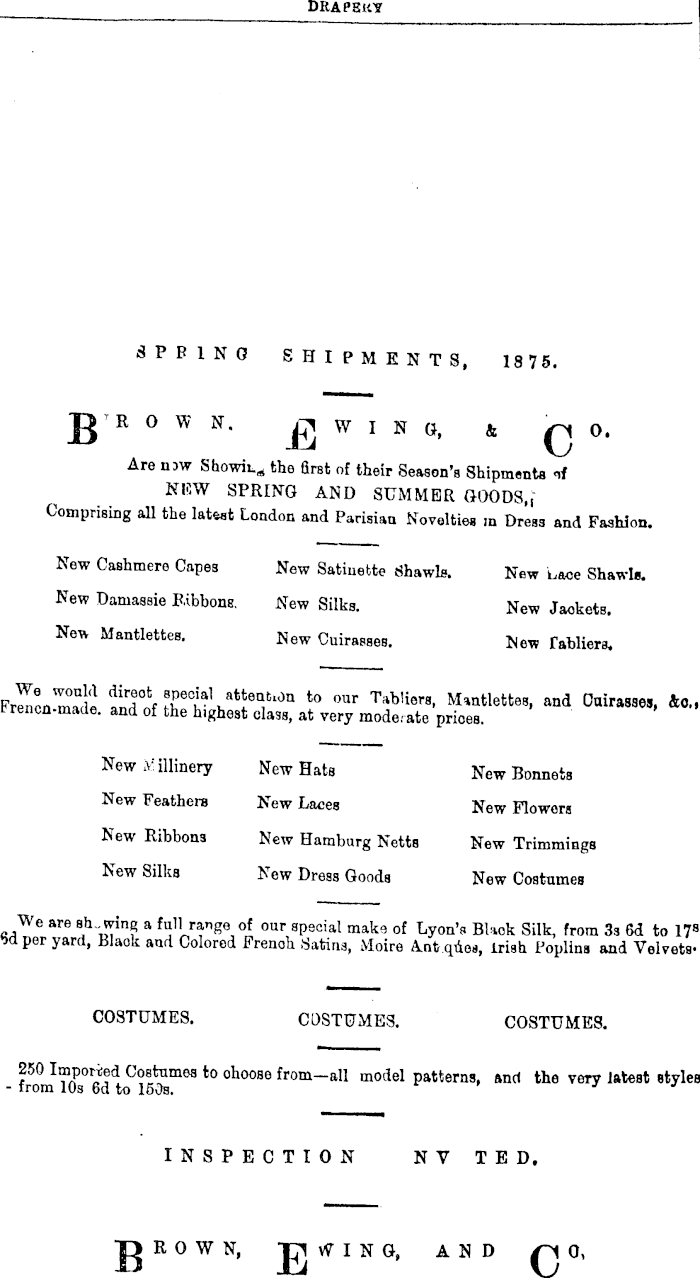 DRAPERY
SPRING SHIPMENTS, 1875.
BROWN. EWING, & CO.
Are now Showing the first of their Season's Shipments of
NEW SPRING AND SUMMER GOODS,
Comprising all the latest London and Parisian Novelties in Dress and Fashion.
New Cashmere Capes New Satinette Shawls. New Lace Shawls.
New Damassie Ribbons. New Silks. New Jackets.
New Mantlettes. New Cuirasses. New Tabliers.
We would direct special attention to our Tabliers, Mantlettes, and Cuirasses, &c.,
French-made. and of the highest class, at very moderate prices.
New Millinery New Hats New Bonnets
New Feathers New Laces New Flowers
New Ribbons New Hamburg Netts New Trimmings
New Silks New Dress Goods New Costumes
We are showing a full range of our special make of Lyon's Black Silk, from 3s 6d to 17s
6d per yard, Black and Colored French Satins, Moire Antiques, Irish Poplins and Velvets.
COSTUMES. COSTUMES. COSTUMES.
250 Imported Costumes to choose from—all model patterns, and the very latest styles
- from 10s 6d to 150s.
INSPECTION NV TED.
BROWN, EWING, AND CO,